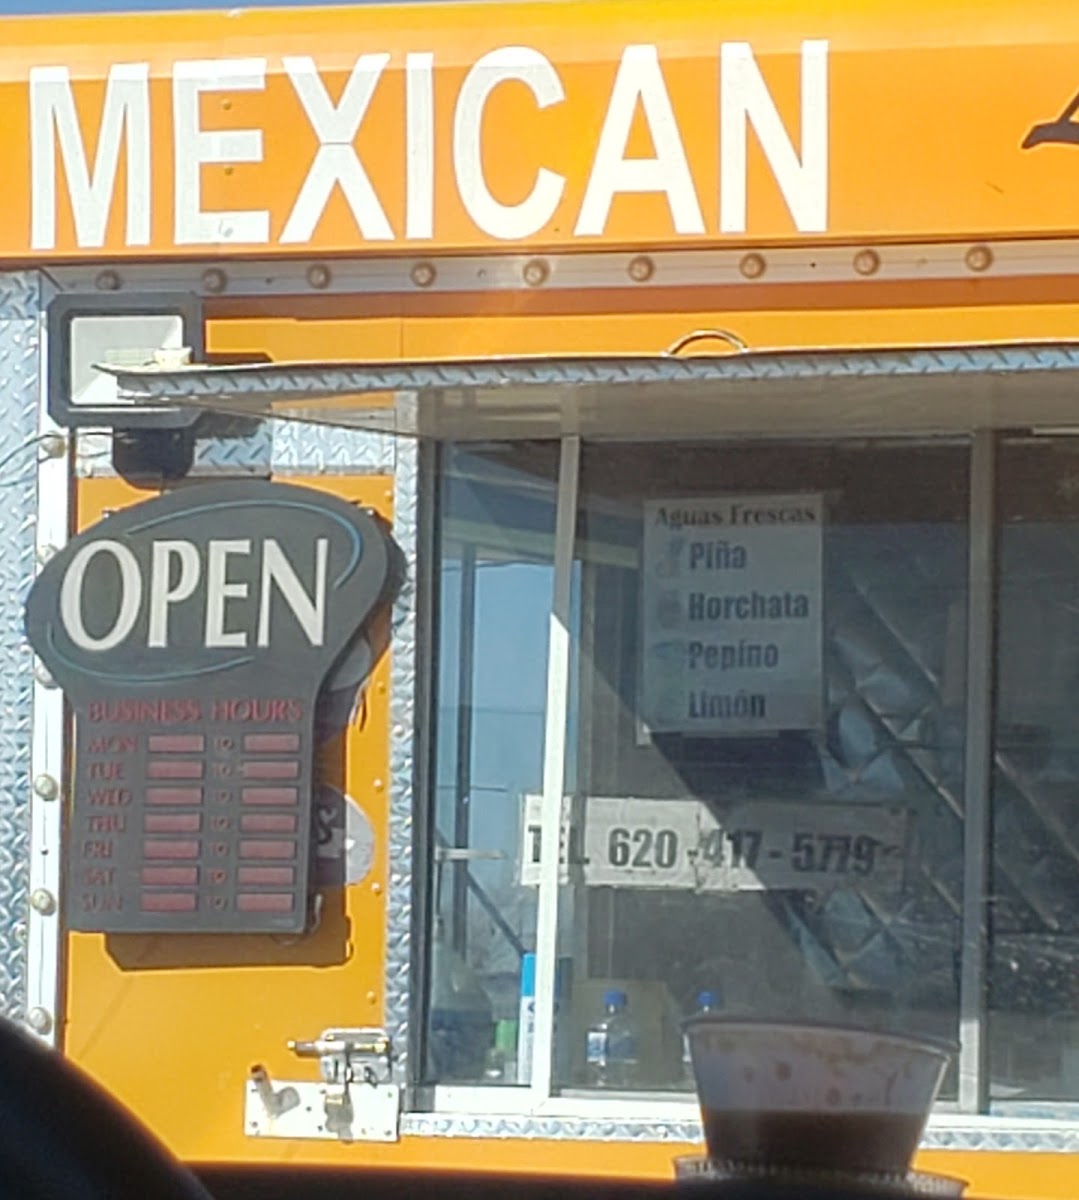 MEXICAN
OPEN
BUSINESS HOURS
MON TO
TUE TO
WED TO
THU TO
FRI TO
SAT TO
SUN TO
Aguas Frescas
Piña
Horchata
Pepino
Limón
TEL 620-417-5779